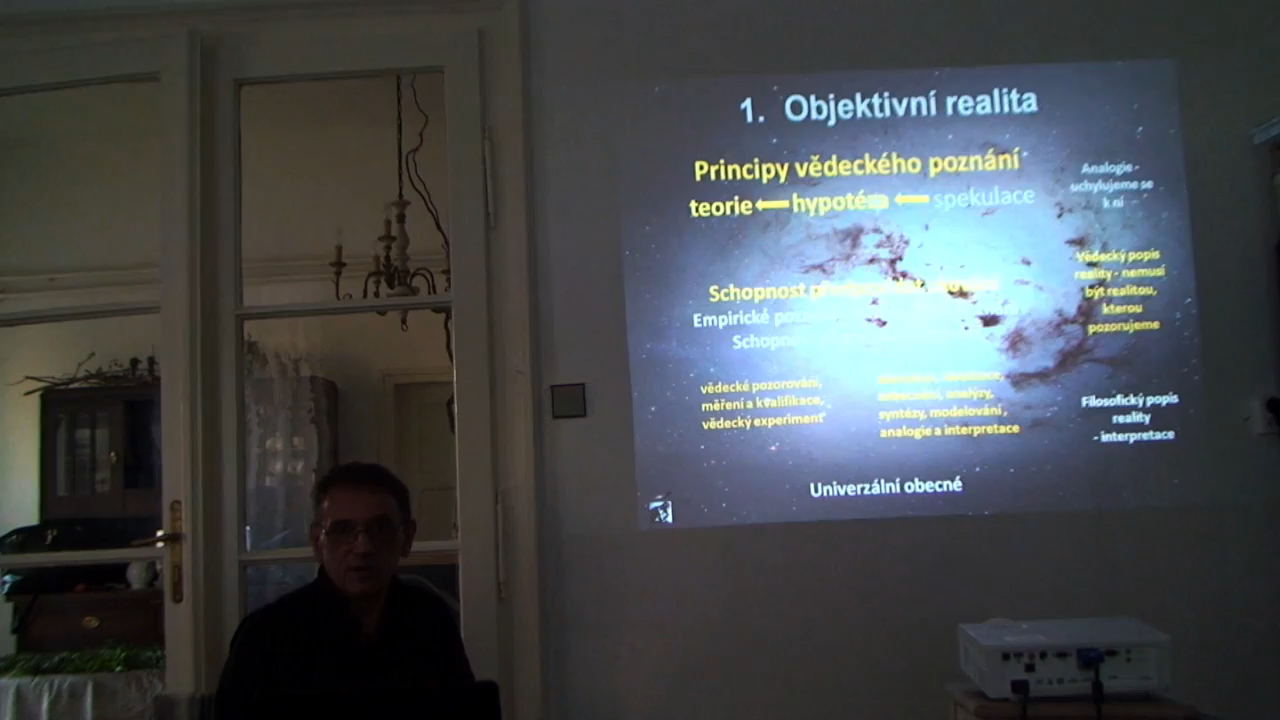 1. Objektivní realita
Principy vědeckého poznání
teorie hypotéza spekulace
Schopnost
Empirické
vědecké pozorování,
měření a kvalifikace,
vědecký experiment
analýzy,
syntézy, modelování,
analogie a interpretace
Univerzální obecné
Analogie -
uchylujeme se
k ní
Vědecký popis
reality - nemusí
být realitou,
kterou
pozorujeme
Filosofický popis
reality
- interpretace